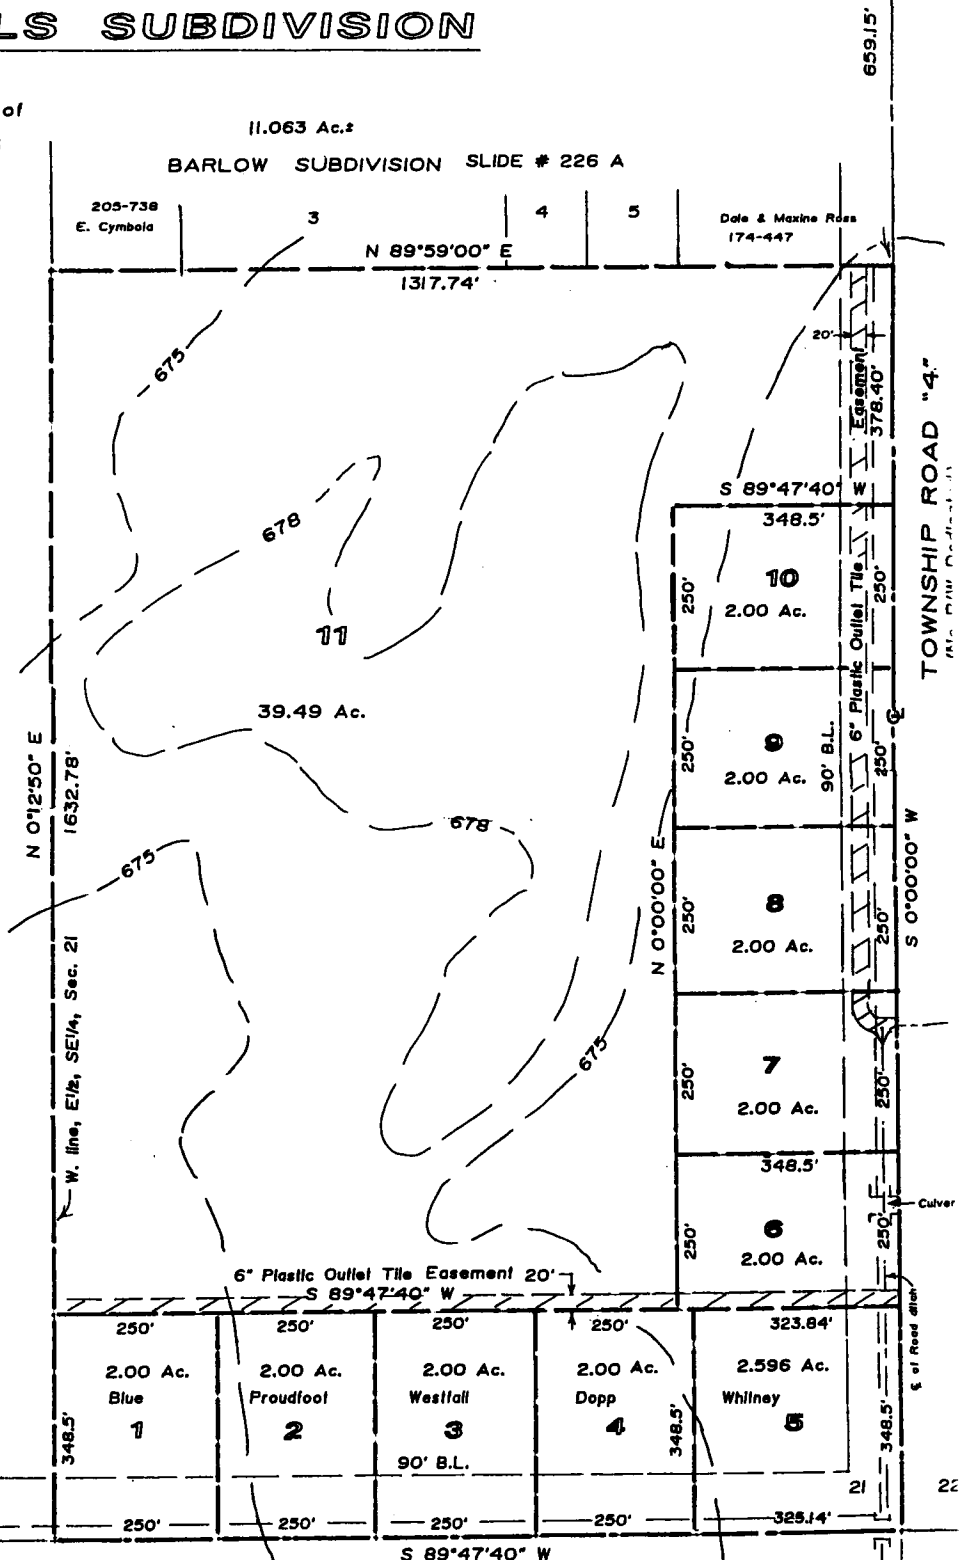 LS SUBDIVISION
659.15'
of
11.063 Ac.±
BARLOW SUBDIVISION SLIDE # 226 A
205-738
E. Cymbola
3
4
5
Dale & Maxine Ross
174-447
N 89°59'00" E
1317.74'
675
20'
Easement
378.40'
TOWNSHIP ROAD "4"
S 89°47'40" W
348.5'
678
10
2.00 Ac.
250'
250'
6" Plastic Outlet Tile
11
39.49 Ac.
9
2.00 Ac.
250'
250'
90' B.L.
N 0°12'50" E
1632.78'
678
675
N 0°00'00" E
8
2.00 Ac.
250'
250'
S 0°00'00" W
W. line, E1/2, SE1/4, Sec. 21
675
7
2.00 Ac.
250'
250'
348.5'
6
2.00 Ac.
250'
250'
Culver
6" Plastic Outlet Tile Easement 20'
S 89°47'40" W
250'
250'
250'
250'
323.84'
℄ of Road ditch
2.00 Ac.
Blue
1
2.00 Ac.
Proudfoot
2
2.00 Ac.
Westfall
3
2.00 Ac.
Dopp
4
2.596 Ac.
Whitney
5
348.5'
348.5'
348.5'
90' B.L.
21
22
250'
250'
250'
250'
325.14'
S 89°47'40" W